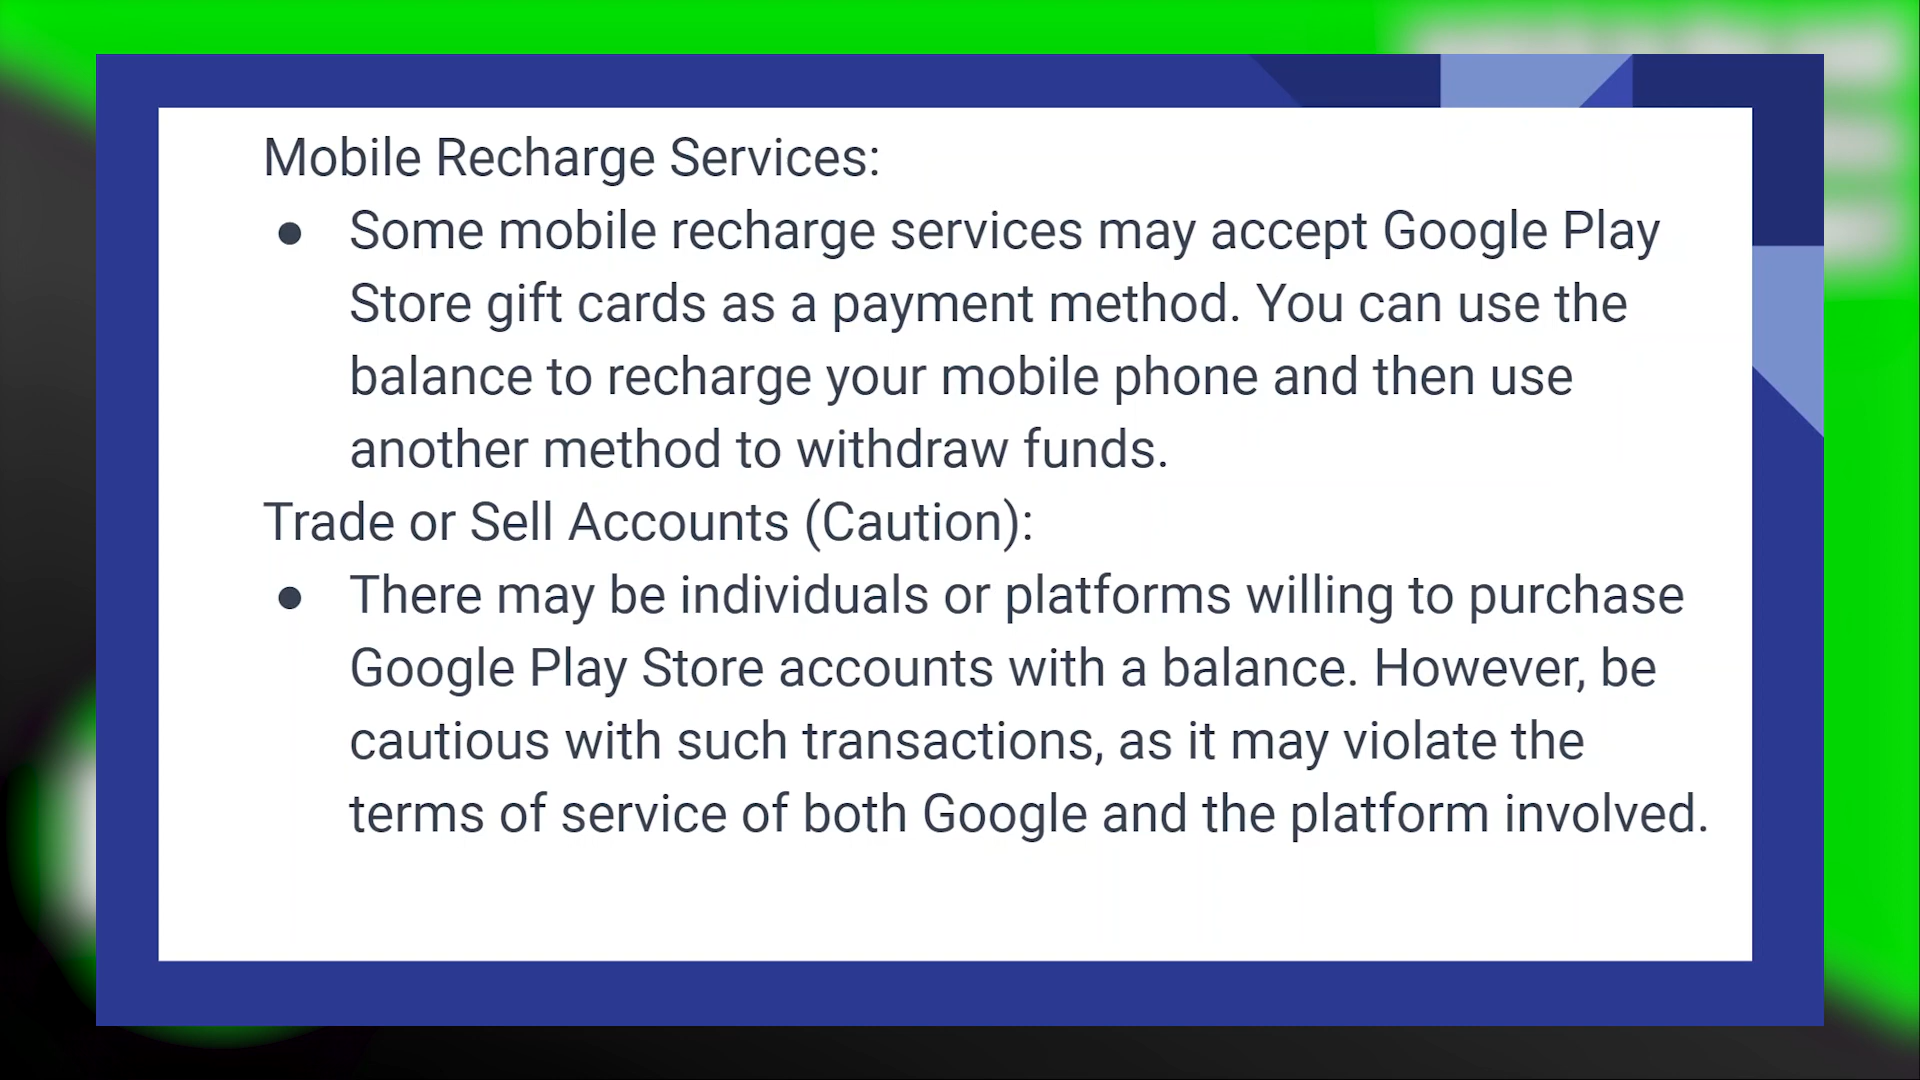 Mobile Recharge Services:
● Some mobile recharge services may accept Google Play
Store gift cards as a payment method. You can use the
balance to recharge your mobile phone and then use
another method to withdraw funds.
Trade or Sell Accounts (Caution):
● There may be individuals or platforms willing to purchase
Google Play Store accounts with a balance. However, be
cautious with such transactions, as it may violate the
terms of service of both Google and the platform involved.